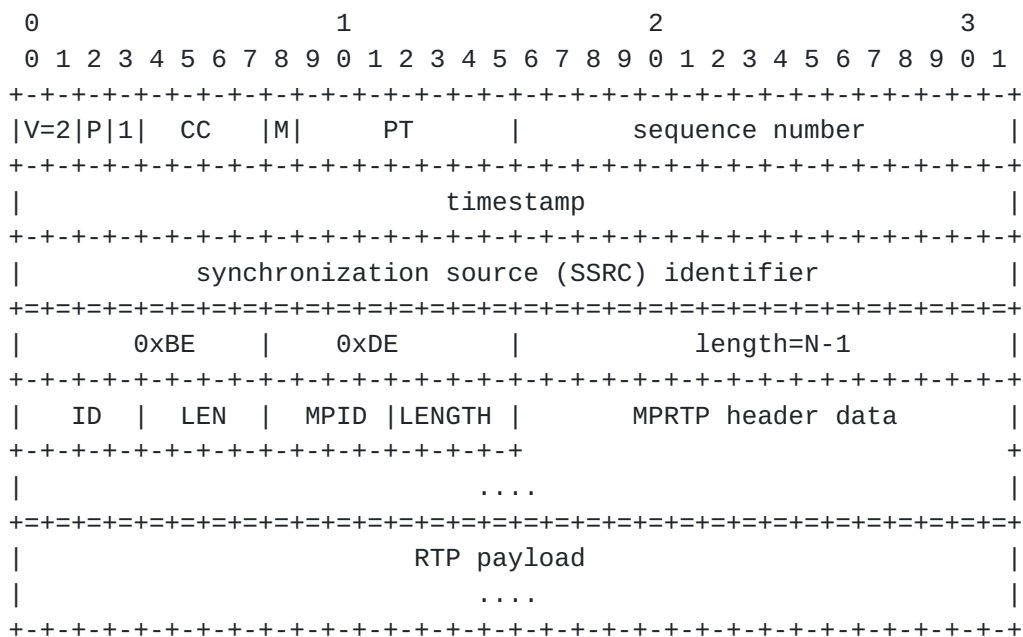 0                   1                   2                   3
 0 1 2 3 4 5 6 7 8 9 0 1 2 3 4 5 6 7 8 9 0 1 2 3 4 5 6 7 8 9 0 1
+-+-+-+-+-+-+-+-+-+-+-+-+-+-+-+-+-+-+-+-+-+-+-+-+-+-+-+-+-+-+-+-+
|V=2|P|1|  CC   |M|     PT      |       sequence number         |
+-+-+-+-+-+-+-+-+-+-+-+-+-+-+-+-+-+-+-+-+-+-+-+-+-+-+-+-+-+-+-+-+
|                           timestamp                           |
+-+-+-+-+-+-+-+-+-+-+-+-+-+-+-+-+-+-+-+-+-+-+-+-+-+-+-+-+-+-+-+-+
|           synchronization source (SSRC) identifier            |
+=+=+=+=+=+=+=+=+=+=+=+=+=+=+=+=+=+=+=+=+=+=+=+=+=+=+=+=+=+=+=+=+
|       0xBE    |    0xDE       |           length=N-1          |
+-+-+-+-+-+-+-+-+-+-+-+-+-+-+-+-+-+-+-+-+-+-+-+-+-+-+-+-+-+-+-+-+
|   ID  |  LEN  |  MPID |LENGTH |       MPRTP header data       |
+-+-+-+-+-+-+-+-+-+-+-+-+-+-+-+-+                               +
|                             ....                              |
+=+=+=+=+=+=+=+=+=+=+=+=+=+=+=+=+=+=+=+=+=+=+=+=+=+=+=+=+=+=+=+=+
|                         RTP payload                           |
|                             ....                              |
+-+-+-+-+-+-+-+-+-+-+-+-+-+-+-+-+-+-+-+-+-+-+-+-+-+-+-+-+-+-+-+-+